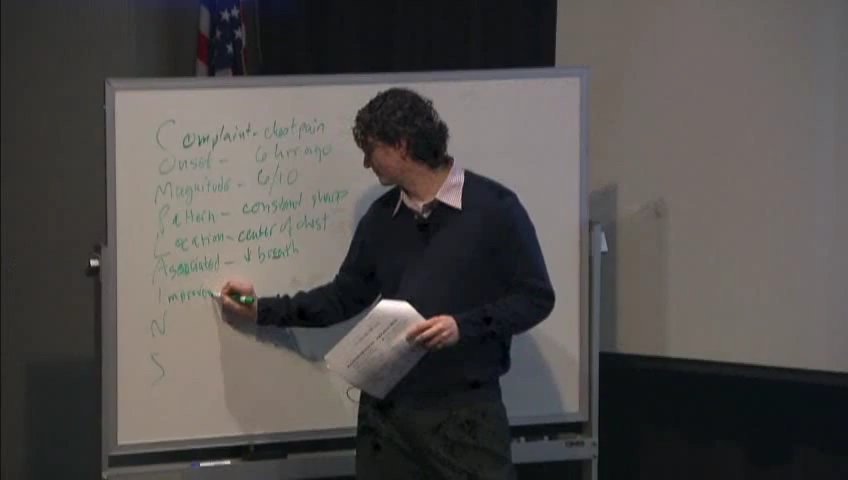 Complaint - chest pain
Onset - 6 hrs ago
Magnitude - 6/10
Pattern - constant sharp
Location - center of chest
Associated - ↓ breath
Improve
N
S